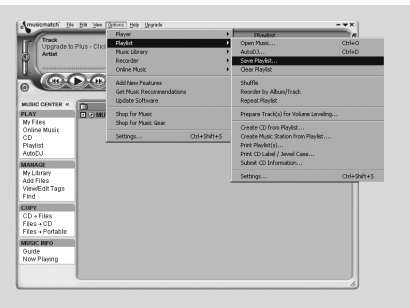 musicmatch File Edit View Options Help Upgrade
Track
Upgrade to Plus - Clic
Artist
MUSIC CENTER «
PLAY
My Files
Online Music
CD
Playlist
AutoDJ
MANAGE
My Library
Add Files
View/Edit Tags
Find
COPY
CD → Files
Files → CD
Files → Portable
MUSIC INFO
Guide
Now Playing
MU
Player
Playlist
Music Library
Recorder
Online Music
Add New Features
Get Music Recommendations
Update Software
Shop for Music
Shop for Music Gear
Settings... Ctrl+Shift+S
Playlist
Open Music... Ctrl+O
AutoDJ... Ctrl+D
Save Playlist...
Clear Playlist
Shuffle
Reorder by Album/Track
Repeat Playlist
Prepare Track(s) for Volume Leveling...
Create CD from Playlist...
Create Music Station from Playlist....
Print Playlist(s)...
Print CD Label / Jewel Case...
Submit CD Information...
Settings... Ctrl+Shift+S